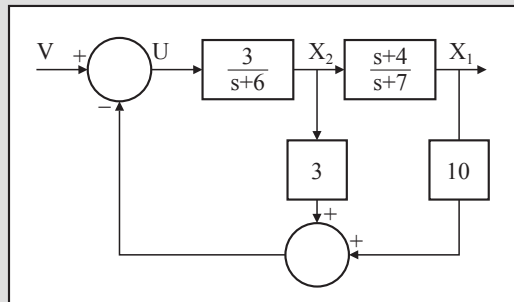 V + U 3 X₂ s+4 X₁
s+6 s+7
−
3 10
+
+